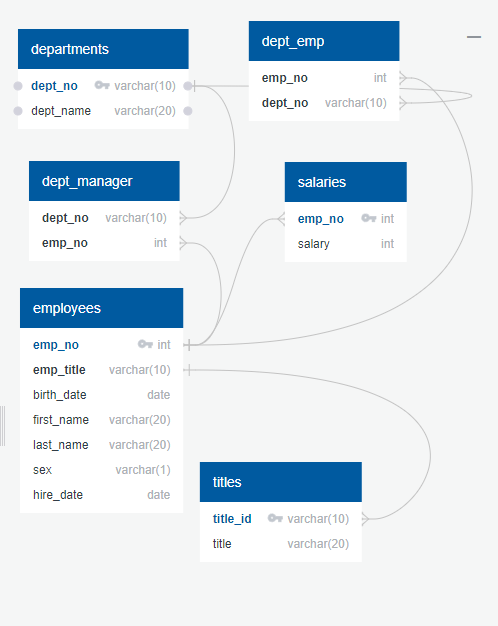 departments
dept_no varchar(10)
dept_name varchar(20)
dept_emp
emp_no int
dept_no varchar(10)
dept_manager
dept_no varchar(10)
emp_no int
salaries
emp_no int
salary int
employees
emp_no int
emp_title varchar(10)
birth_date date
first_name varchar(20)
last_name varchar(20)
sex varchar(1)
hire_date date
titles
title_id varchar(10)
title varchar(20)